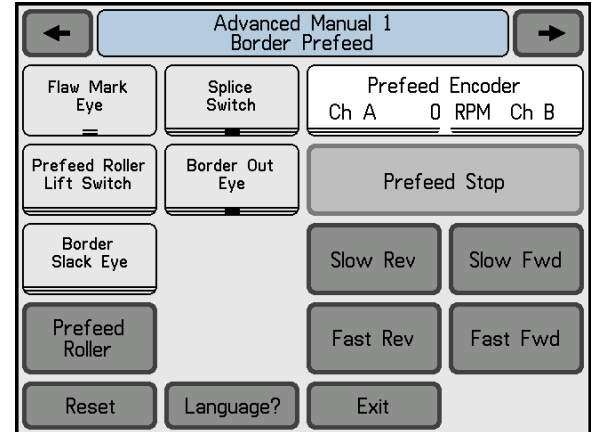 Advanced Manual 1
Border Prefeed
Flaw Mark
Eye
Splice
Switch
Prefeed Encoder
Ch A 0 RPM Ch B
Prefeed Roller
Lift Switch
Border Out
Eye
Prefeed Stop
Border
Slack Eye
Slow Rev
Slow Fwd
Prefeed
Roller
Fast Rev
Fast Fwd
Reset
Language?
Exit